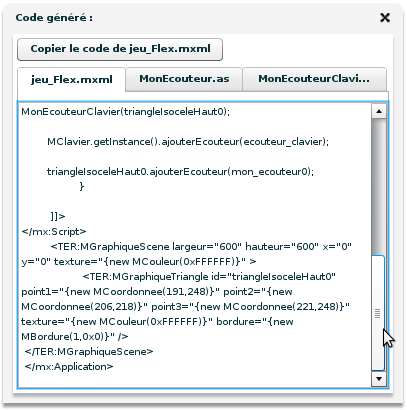 Code généré :
Copier le code de jeu_Flex.mxml
jeu_Flex.mxml
MonEcouteur.as
MonEcouteurClavi...
MonEcouteurClavier(triangleIsoceleHaut0);
MClavier.getInstance().ajouterEcouteur(ecouteur_clavier);
triangleIsoceleHaut0.ajouterEcouteur(mon_ecouteur0);
}
]]>
</mx:Script>
<TER:MGraphiqueScene largeur="600" hauteur="600" x="0"
y="0" texture="{new MCouleur(0xFFFFFF)}" >
<TER:MGraphiqueTriangle id="triangleIsoceleHaut0"
point1="{new MCoordonnee(191,248)}" point2="{new
MCoordonnee(206,218)}" point3="{new MCoordonnee(221,248)}"
texture="{new MCouleur(0xFFFFFF)}" bordure="{new
MBordure(1,0x0)}" />
</TER:MGraphiqueScene>
</mx:Application>